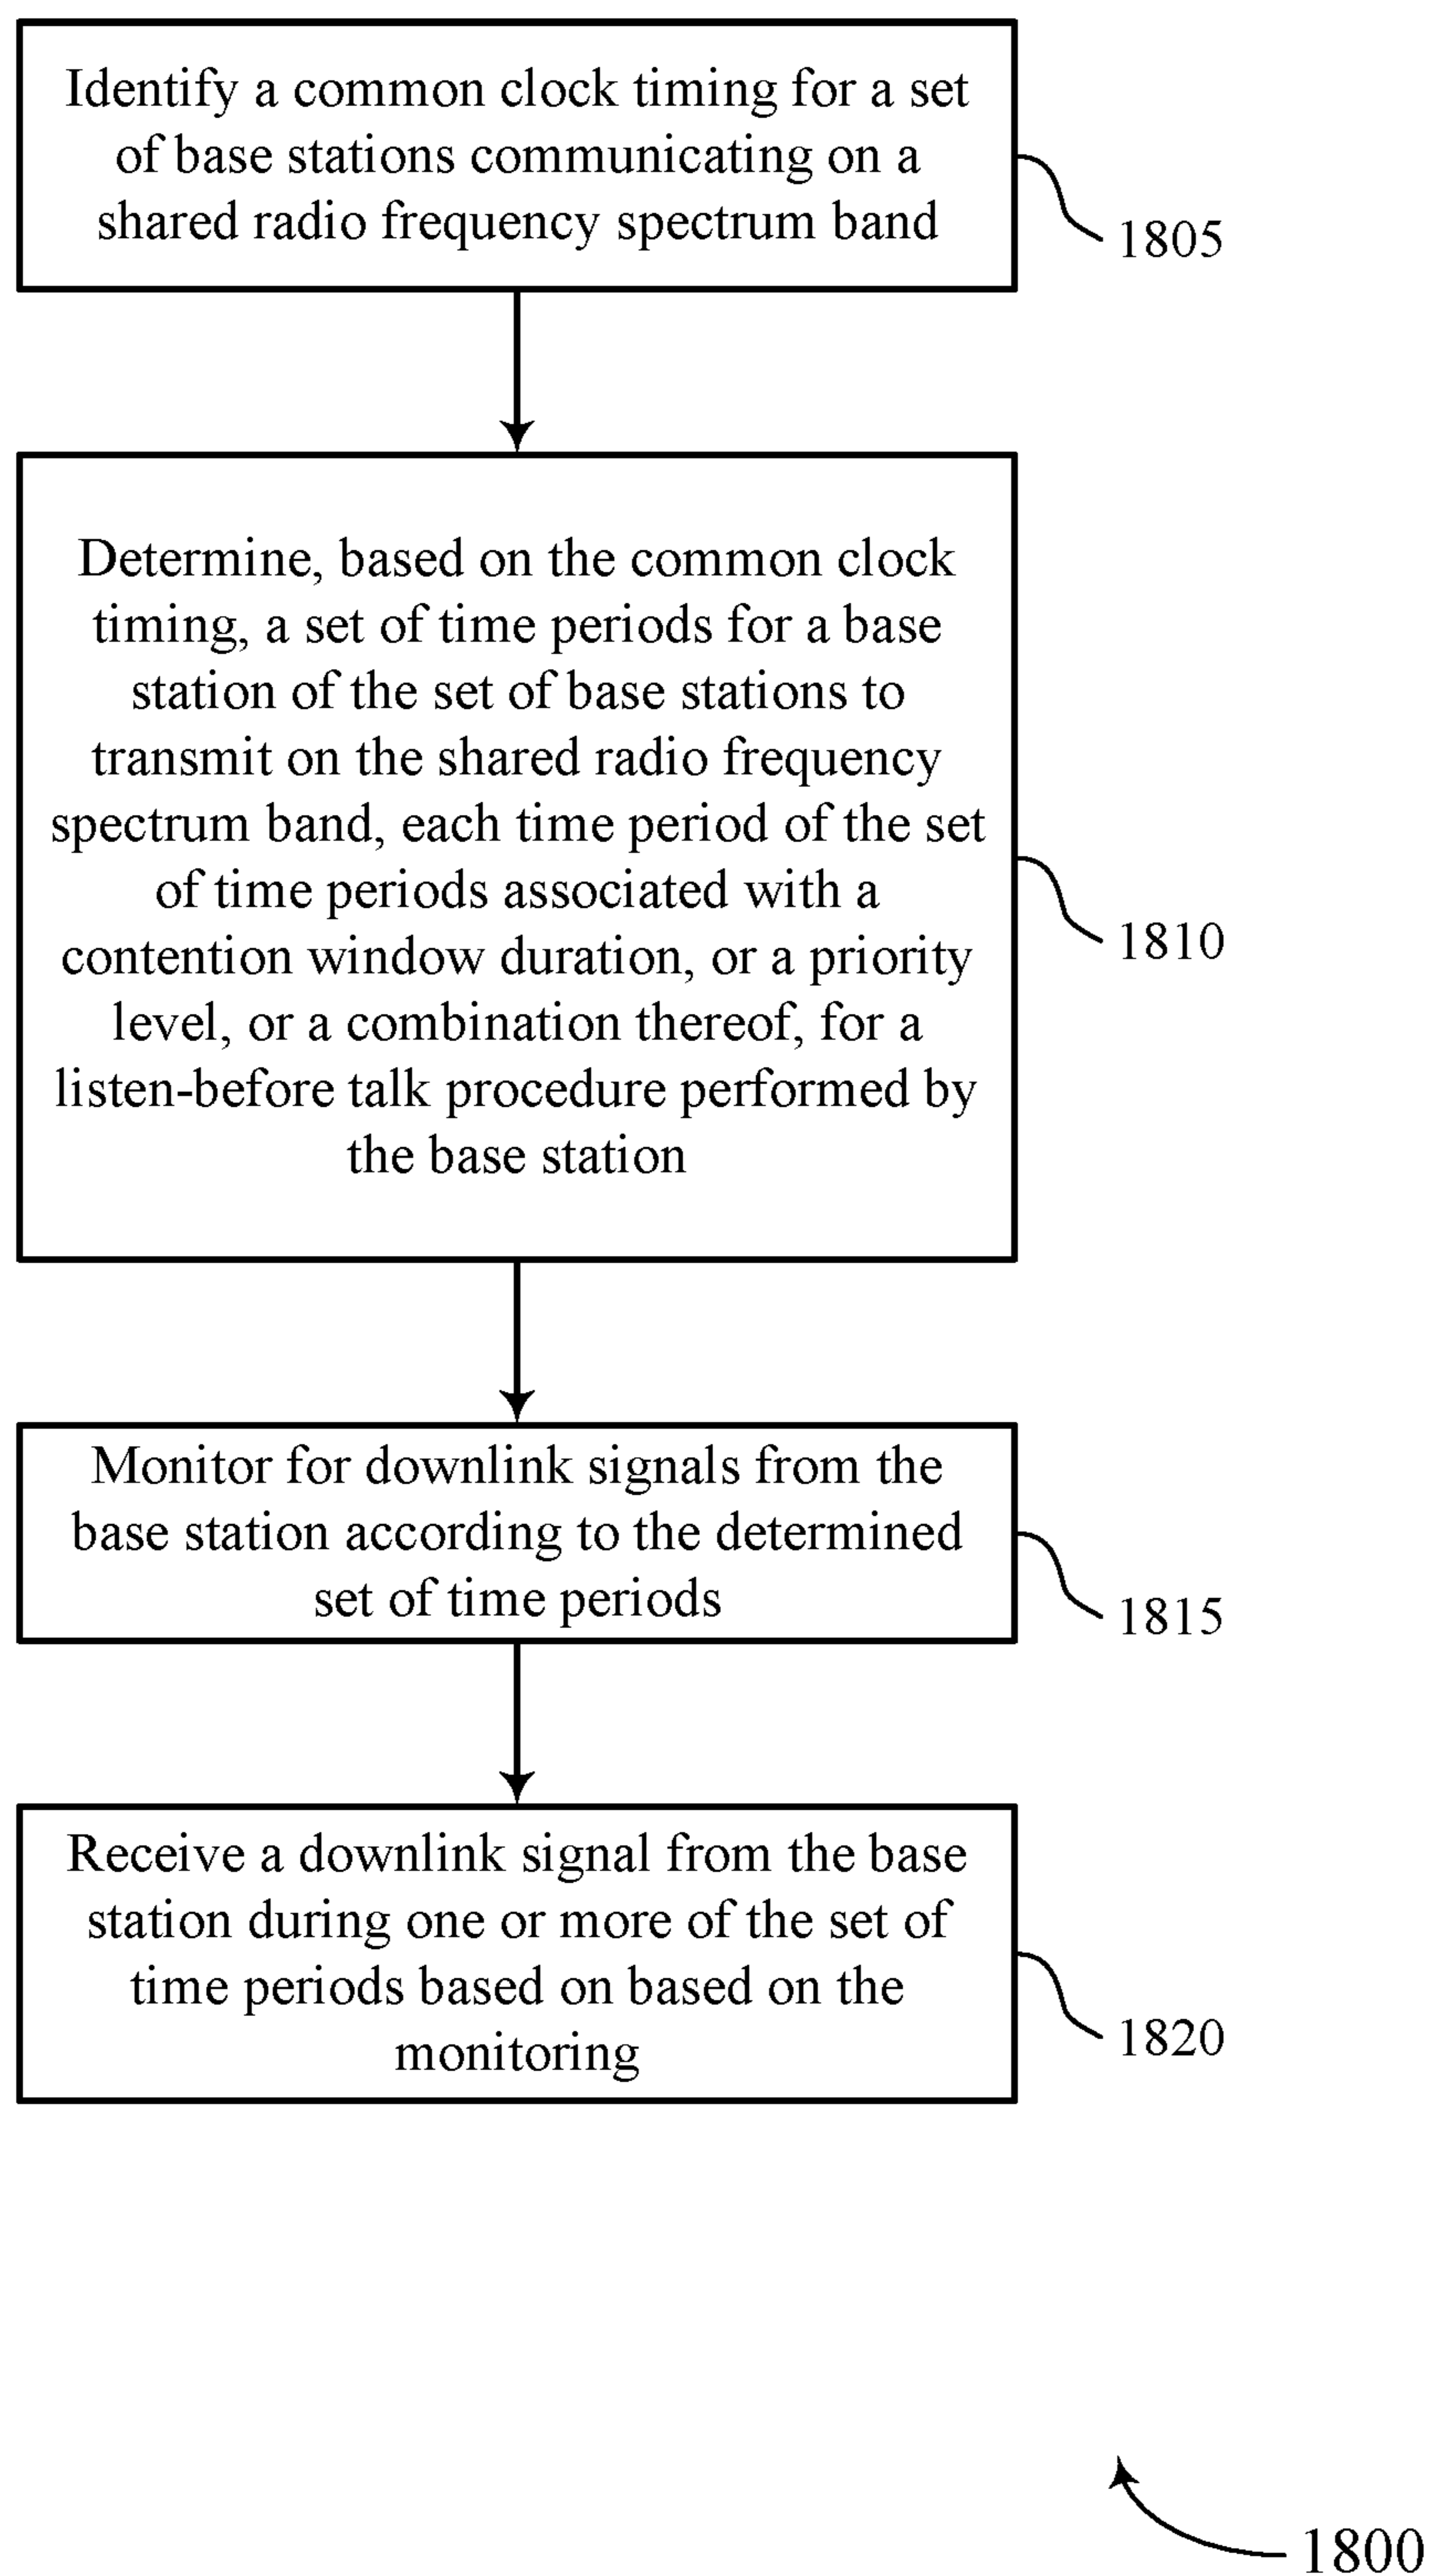 Identify a common clock timing for a set
of base stations communicating on a
shared radio frequency spectrum band
1805
Determine, based on the common clock
timing, a set of time periods for a base
station of the set of base stations to
transmit on the shared radio frequency
spectrum band, each time period of the set
of time periods associated with a
contention window duration, or a priority
level, or a combination thereof, for a
listen-before talk procedure performed by
the base station
1810
Monitor for downlink signals from the
base station according to the determined
set of time periods
1815
Receive a downlink signal from the base
station during one or more of the set of
time periods based on based on the
monitoring
1820
1800